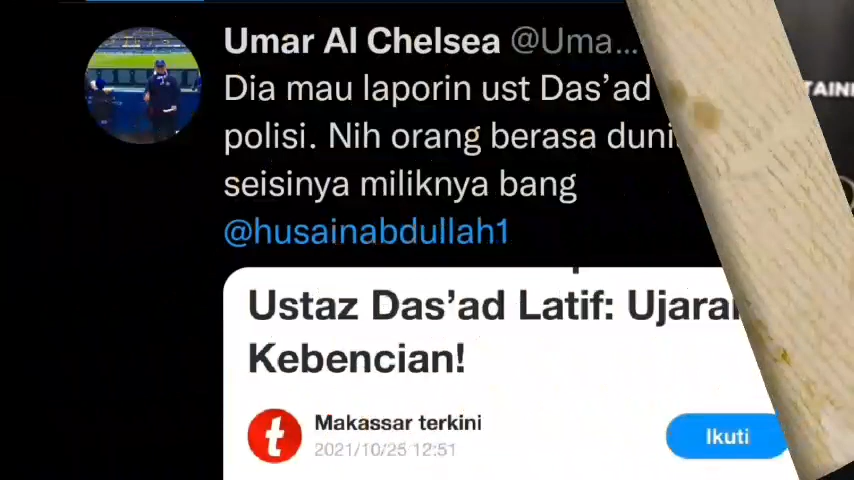 Umar Al Chelsea @Uma...
Dia mau laporin ust Das’ad
polisi. Nih orang berasa duni
seisinya miliknya bang
@husainabdullah1
Ustaz Das’ad Latif: Ujaran
Kebencian!
t
Makassar terkini
2021/10/25 12:51
Ikuti